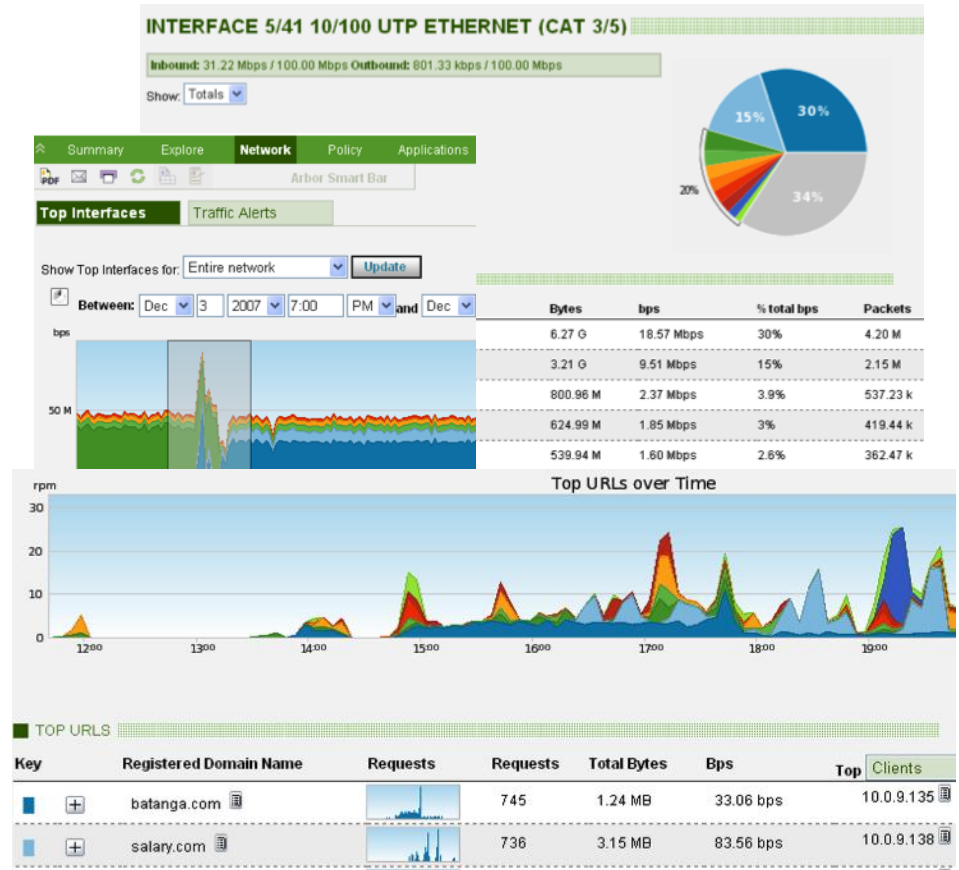 INTERFACE 5/41 10/100 UTP ETHERNET (CAT 3/5)
Inbound: 31.22 Mbps / 100.00 Mbps Outbound: 801.33 kbps / 100.00 Mbps
Show: Totals
30%
15%
20%
34%
Summary Explore Network Policy Applications
PDF Arbor Smart Bar
Top Interfaces Traffic Alerts
Show Top Interfaces for: Entire network Update
Between: Dec 3 2007 7:00 PM and Dec
bps
50 M
Bytes bps % total bps Packets
6.27 G 18.57 Mbps 30% 4.20 M
3.21 G 9.51 Mbps 15% 2.15 M
800.96 M 2.37 Mbps 3.9% 537.23 k
624.99 M 1.85 Mbps 3% 419.44 k
539.94 M 1.60 Mbps 2.6% 362.47 k
rpm Top URLs over Time
30
20
10
0
12:00 13:00 14:00 15:00 16:00 17:00 18:00 19:00
TOP URLS
Key Registered Domain Name Requests Requests Total Bytes Bps Top Clients
batanga.com 745 1.24 MB 33.06 bps 10.0.9.135
salary.com 736 3.15 MB 83.56 bps 10.0.9.138